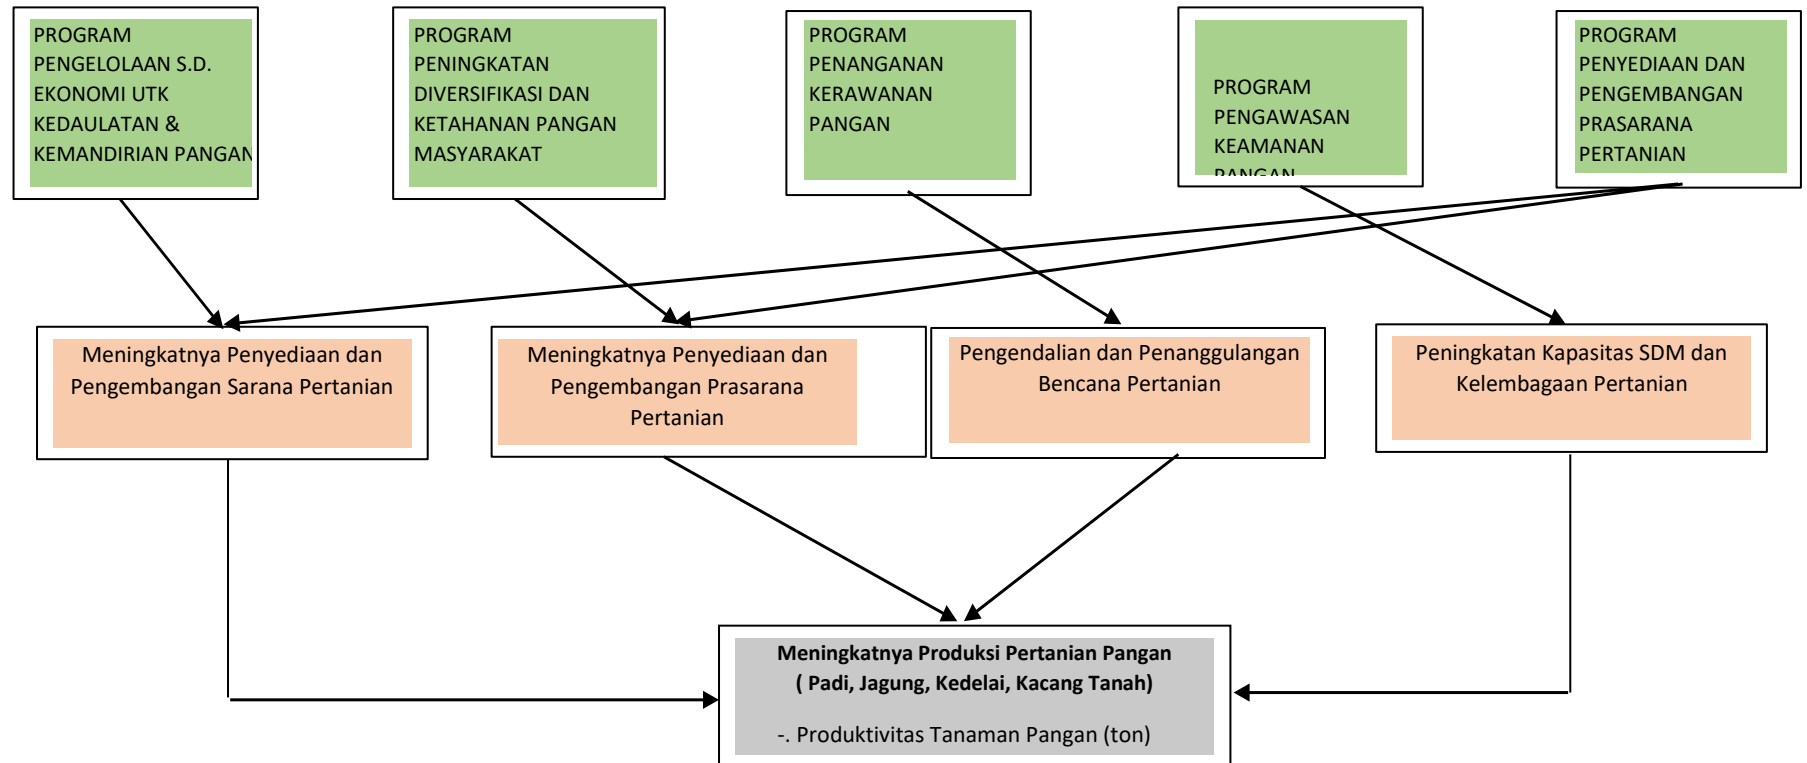 PROGRAM
PENGELOLAAN S.D.
EKONOMI UTK
KEDAULATAN &
KEMANDIRIAN PANGAN
PROGRAM
PENINGKATAN
DIVERSIFIKASI DAN
KETAHANAN PANGAN
MASYARAKAT
PROGRAM
PENANGANAN
KERAWANAN
PANGAN
PROGRAM
PENGAWASAN
KEAMANAN
PANGAN
PROGRAM
PENYEDIAAN DAN
PENGEMBANGAN
PRASARANA
PERTANIAN
Meningkatnya Penyediaan dan
Pengembangan Sarana Pertanian
Meningkatnya Penyediaan dan
Pengembangan Prasarana
Pertanian
Pengendalian dan Penanggulangan
Bencana Pertanian
Peningkatan Kapasitas SDM dan
Kelembagaan Pertanian
Meningkatnya Produksi Pertanian Pangan
( Padi, Jagung, Kedelai, Kacang Tanah)
-. Produktivitas Tanaman Pangan (ton)